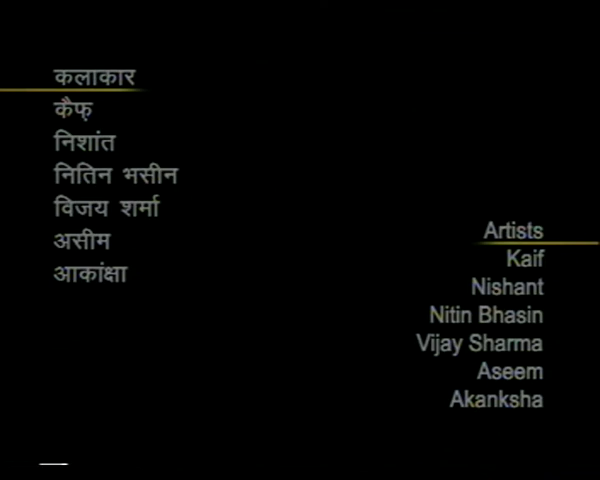 कलाकार
कैफ़
निशांत
नितिन भसीन
विजय शर्मा
असीम
आकांक्षा
Artists
Kaif
Nishant
Nitin Bhasin
Vijay Sharma
Aseem
Akanksha